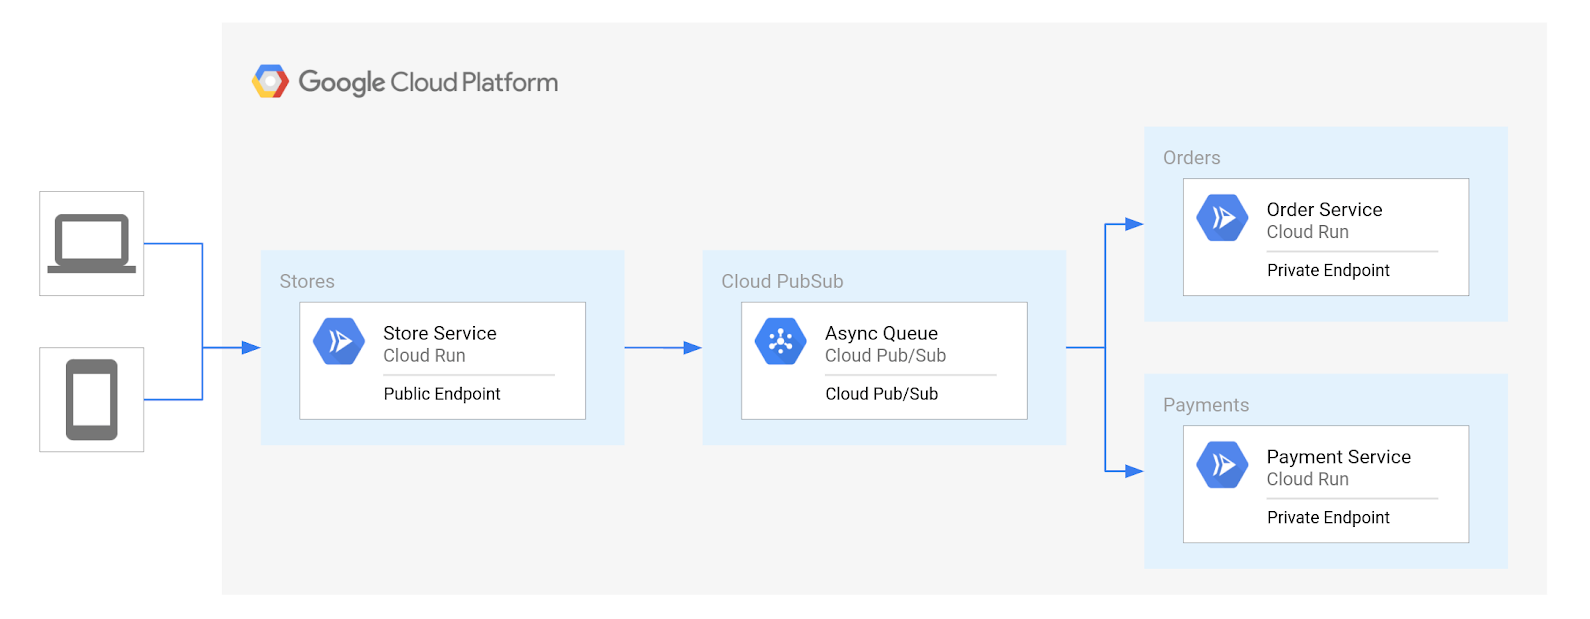 Google Cloud Platform
Stores
Store Service
Cloud Run
Public Endpoint
Cloud PubSub
Async Queue
Cloud Pub/Sub
Cloud Pub/Sub
Orders
Order Service
Cloud Run
Private Endpoint
Payments
Payment Service
Cloud Run
Private Endpoint